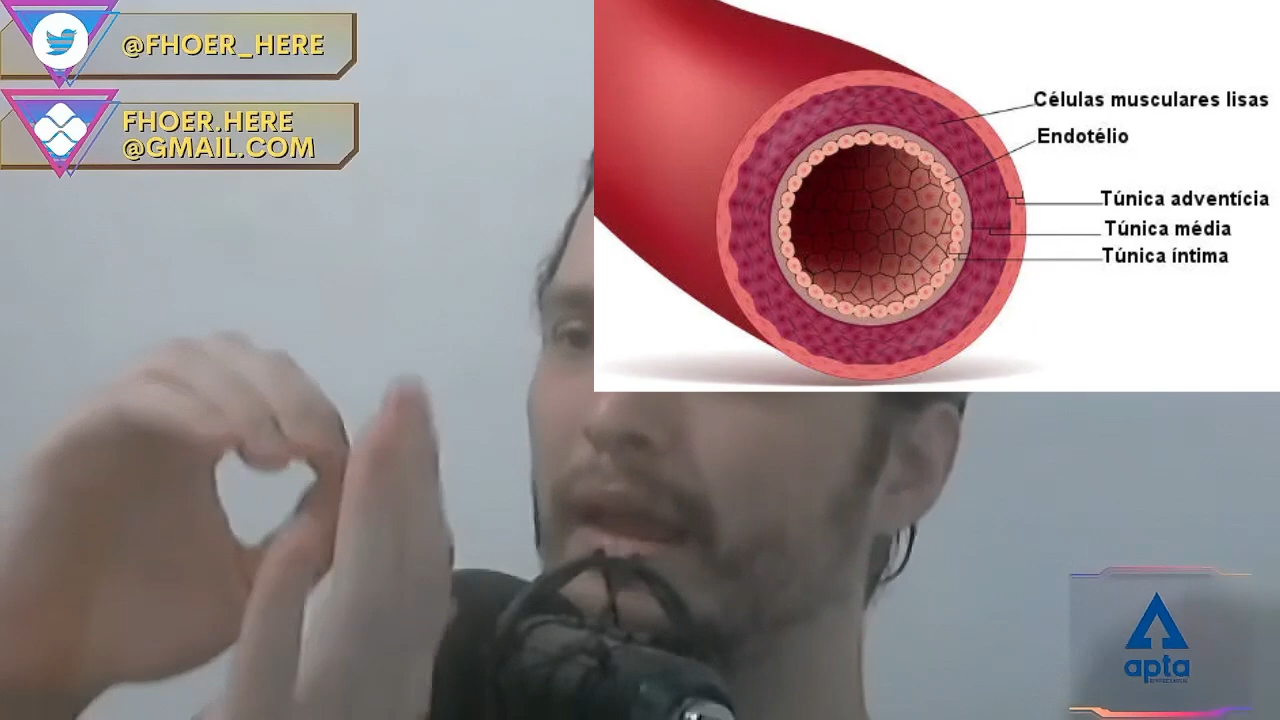 @FHOER_HERE
FHOER.HERE
@GMAIL.COM
Células musculares lisas
Endotélio
Túnica adventícia
Túnica média
Túnica íntima
apta